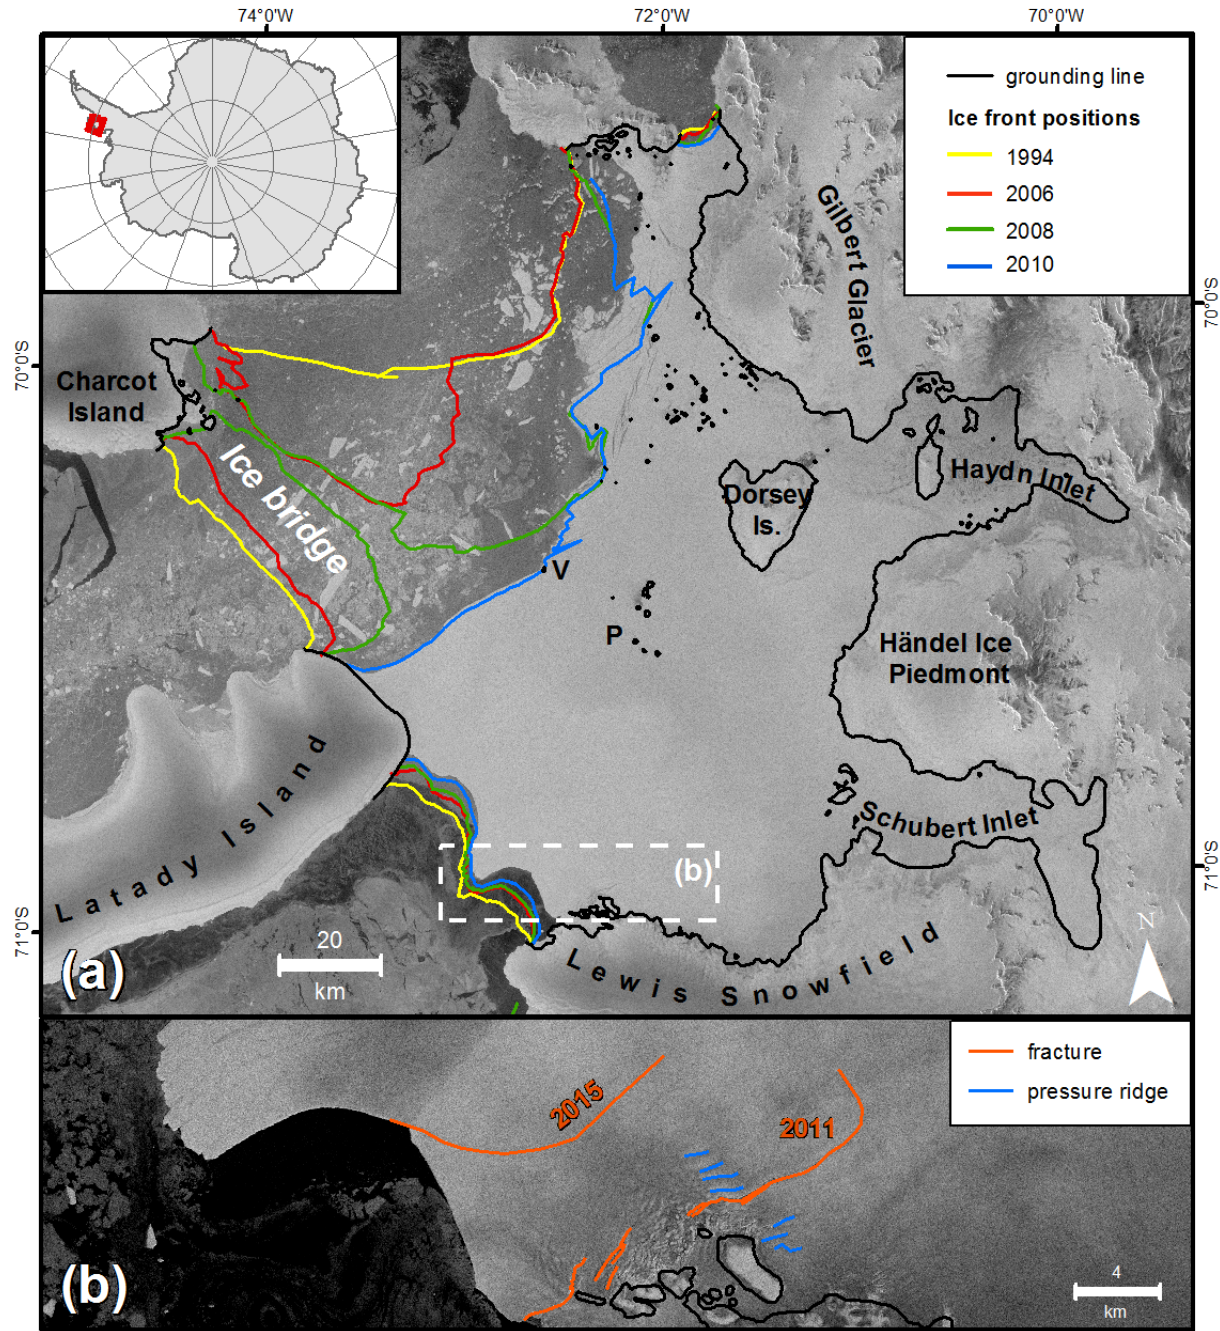 74°0'W
72°0'W
70°0'W
grounding line
Ice front positions
1994
2006
2008
2010
Gilbert Glacier
70°0'S
70°0'S
Charcot
Island
Ice bridge
Dorsey
Is.
Haydn Inlet
V
P
Händel Ice
Piedmont
Latady Island
Schubert Inlet
(b)
71°0'S
71°0'S
(a)
20
km
Lewis Snowfield
N
fracture
pressure ridge
2015
2011
(b)
4
km